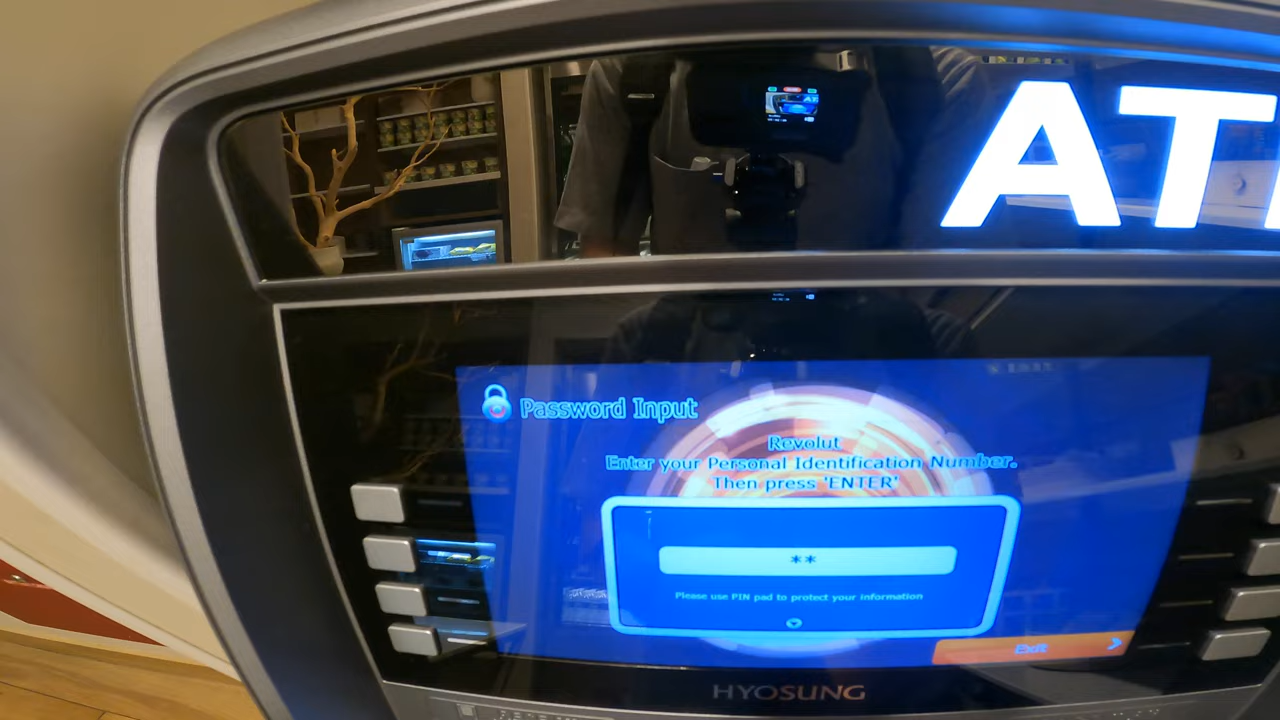 AT
Password Input
Revolut
Enter your Personal Identification Number.
Then press 'ENTER'
**
Please use PIN pad to protect your information
Exit
HYOSUNG